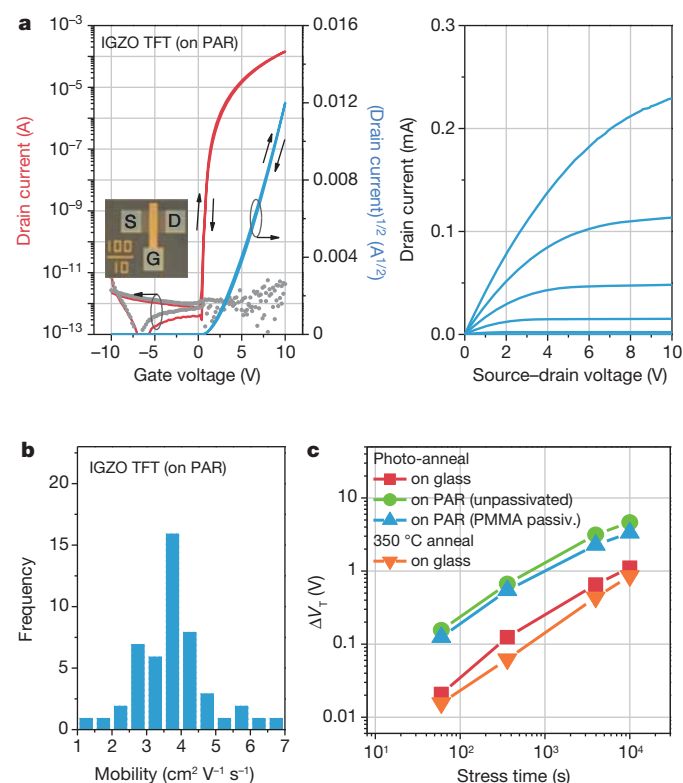 a
IGZO TFT (on PAR)
Drain current (A)
10⁻³
10⁻⁵
10⁻⁷
10⁻⁹
10⁻¹¹
10⁻¹³
S
D
G
100
10
−10
−5
0
5
10
Gate voltage (V)
0.016
0.012
0.008
0.004
0
(Drain current)¹ᐟ² (A¹ᐟ²)
Drain current (mA)
0.3
0.2
0.1
0.0
0
2
4
6
8
10
Source–drain voltage (V)
b
IGZO TFT (on PAR)
Frequency
20
15
10
5
0
1
2
3
4
5
6
7
Mobility (cm² V⁻¹ s⁻¹)
c
Photo-anneal
on glass
on PAR (unpassivated)
on PAR (PMMA passiv.)
350 °C anneal
on glass
ΔVT (V)
10
1
0.1
0.01
10¹
10²
10³
10⁴
Stress time (s)